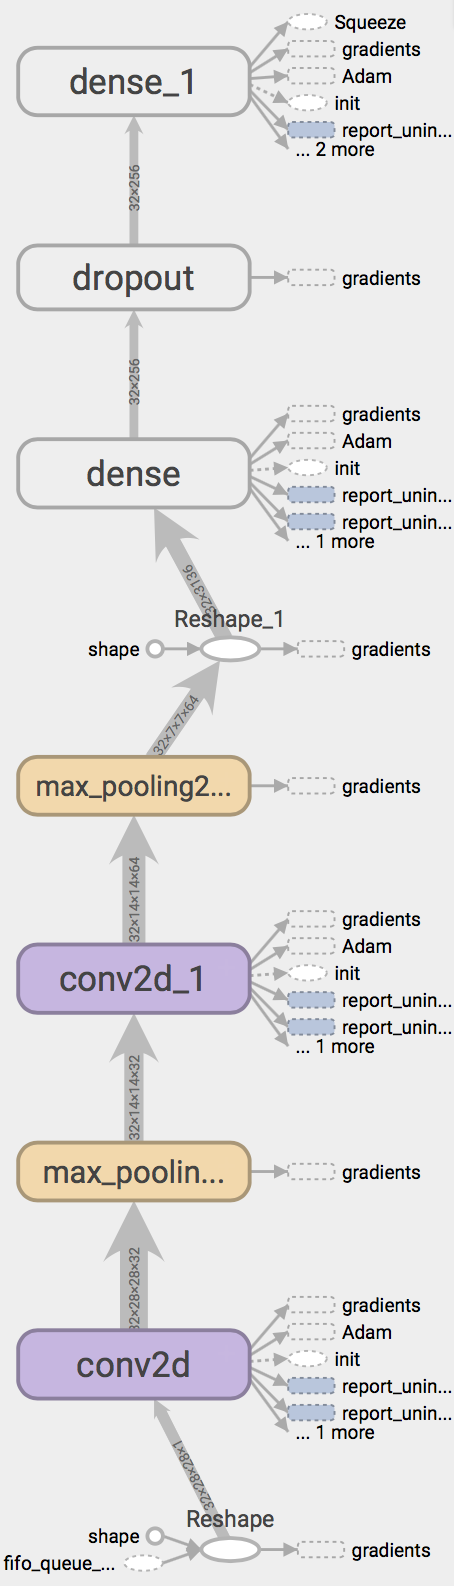 Squeeze
gradients
dense_1
Adam
init
report_unin...
... 2 more
32×256
dropout
gradients
32×256
gradients
Adam
dense
init
report_unin...
report_unin...
... 1 more
32×3136
Reshape_1
shape
gradients
32×7×7×64
max_pooling2...
gradients
32×14×14×64
gradients
Adam
conv2d_1
init
report_unin...
report_unin...
... 1 more
32×14×14×32
max_poolin...
gradients
32×28×28×32
gradients
Adam
conv2d
init
report_unin...
report_unin...
... 1 more
32×28×28×1
Reshape
shape
gradients
fifo_queue_...